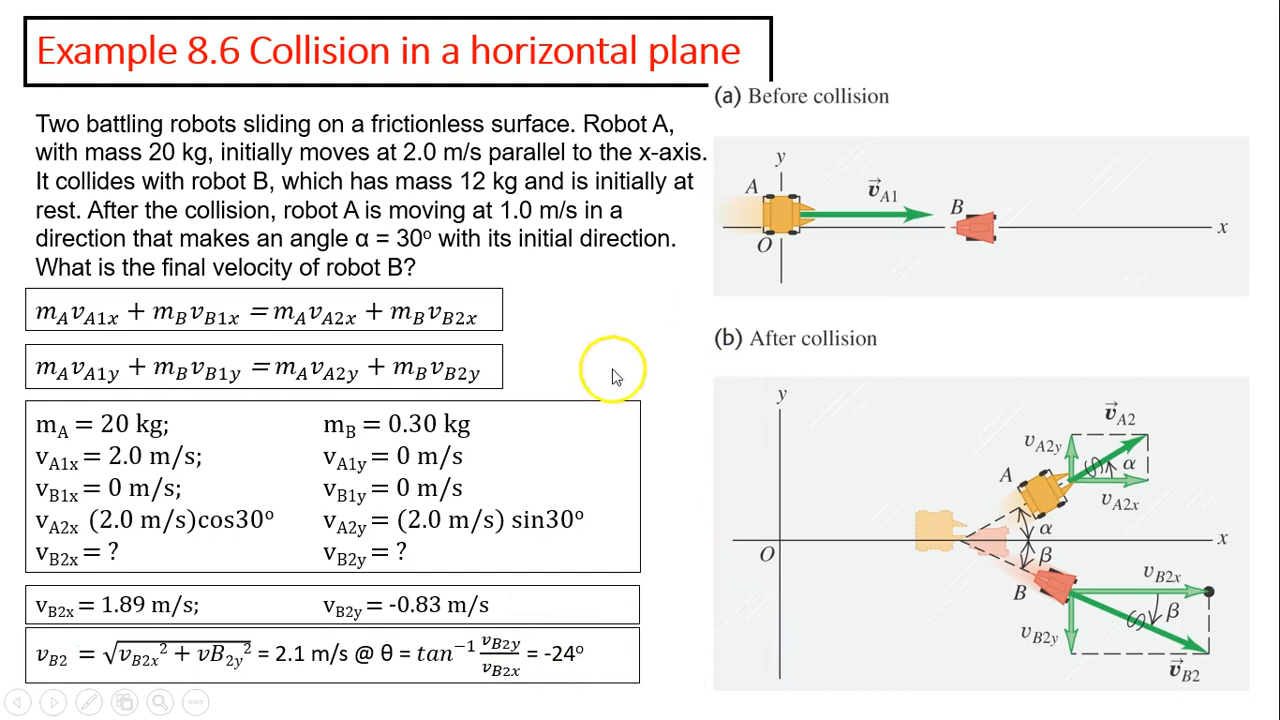 Example 8.6 Collision in a horizontal plane
Two battling robots sliding on a frictionless surface. Robot A,
with mass 20 kg, initially moves at 2.0 m/s parallel to the x-axis.
It collides with robot B, which has mass 12 kg and is initially at
rest. After the collision, robot A is moving at 1.0 m/s in a
direction that makes an angle α = 30° with its initial direction.
What is the final velocity of robot B?
m_A v_A1x + m_B v_B1x = m_A v_A2x + m_B v_B2x
m_A v_A1y + m_B v_B1y = m_A v_A2y + m_B v_B2y
m_A = 20 kg; m_B = 0.30 kg
v_A1x = 2.0 m/s; v_A1y = 0 m/s
v_B1x = 0 m/s; v_B1y = 0 m/s
v_A2x (2.0 m/s)cos30° v_A2y = (2.0 m/s) sin30°
v_B2x = ? v_B2y = ?
v_B2x = 1.89 m/s; v_B2y = -0.83 m/s
v_B2 = √(v_B2x² + vB_2y²) = 2.1 m/s @ θ = tan⁻¹ v_B2y/v_B2x = -24°
(a) Before collision
y
A
v⃗_A1
B
O
x
(b) After collision
y
v⃗_A2
v_A2y
α
A
v_A2x
α
O
x
β
v_B2x
B
β
v_B2y
v⃗_B2